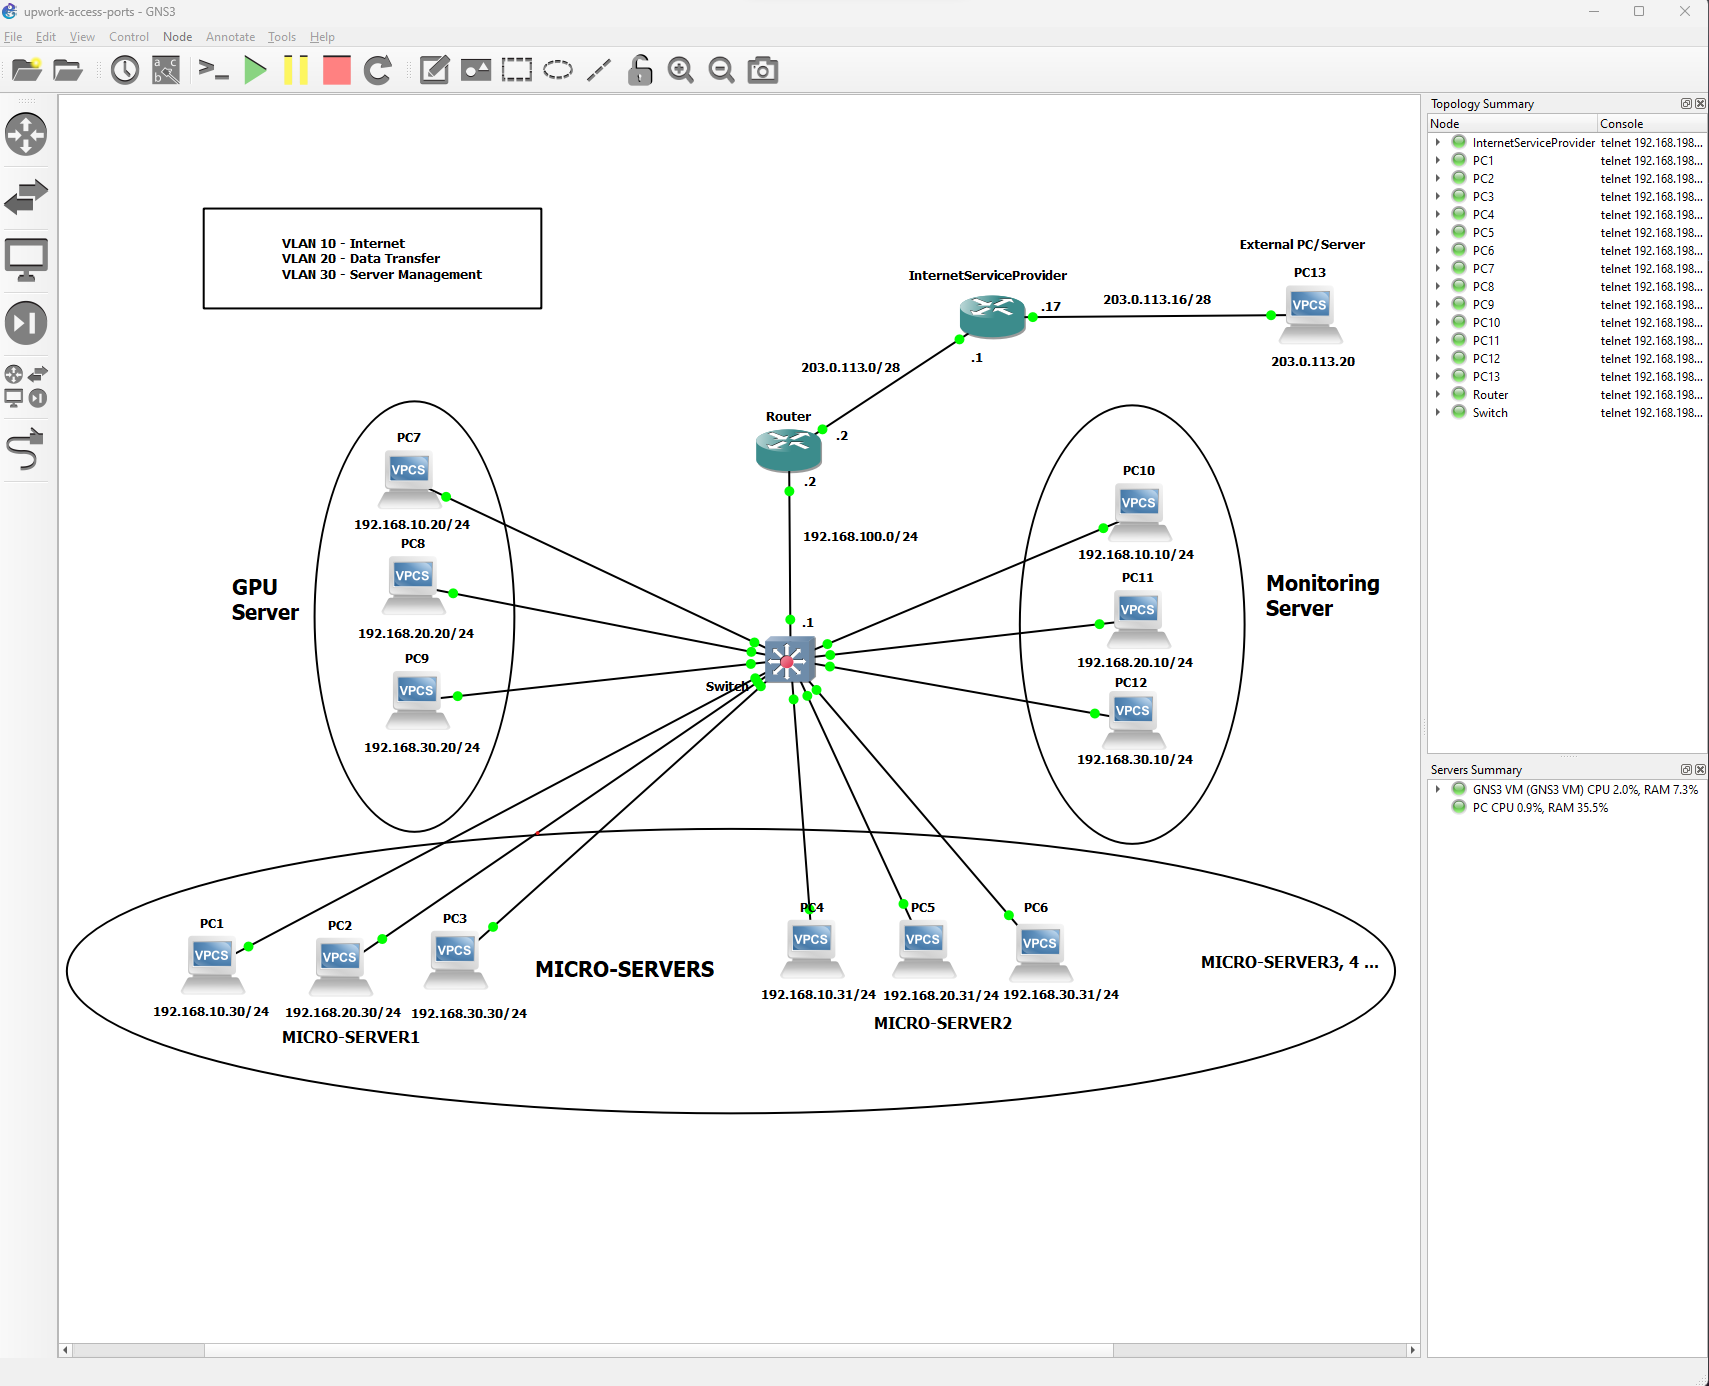 upwork-access-ports - GNS3
File Edit View Control Node Annotate Tools Help
Topology Summary
Node Console
InternetServiceProvider telnet 192.168.198...
PC1 telnet 192.168.198...
PC2 telnet 192.168.198...
PC3 telnet 192.168.198...
PC4 telnet 192.168.198...
PC5 telnet 192.168.198...
PC6 telnet 192.168.198...
PC7 telnet 192.168.198...
PC8 telnet 192.168.198...
PC9 telnet 192.168.198...
PC10 telnet 192.168.198...
PC11 telnet 192.168.198...
PC12 telnet 192.168.198...
PC13 telnet 192.168.198...
Router telnet 192.168.198...
Switch telnet 192.168.198...
Servers Summary
GNS3 VM (GNS3 VM) CPU 2.0%, RAM 7.3%
PC CPU 0.9%, RAM 35.5%
VLAN 10 - Internet
VLAN 20 - Data Transfer
VLAN 30 - Server Management
External PC/Server
PC13
VPCS
203.0.113.20
InternetServiceProvider
.17
203.0.113.16/28
.1
203.0.113.0/28
Router
.2
.2
192.168.100.0/24
.1
Switch
GPU
Server
PC7
VPCS
192.168.10.20/24
PC8
VPCS
192.168.20.20/24
PC9
VPCS
192.168.30.20/24
Monitoring
Server
PC10
VPCS
192.168.10.10/24
PC11
VPCS
192.168.20.10/24
PC12
VPCS
192.168.30.10/24
PC1
VPCS
192.168.10.30/24
PC2
VPCS
192.168.20.30/24
PC3
VPCS
192.168.30.30/24
MICRO-SERVER1
MICRO-SERVERS
PC4
VPCS
192.168.10.31/24
PC5
VPCS
192.168.20.31/24
PC6
VPCS
192.168.30.31/24
MICRO-SERVER2
MICRO-SERVER3, 4 ...